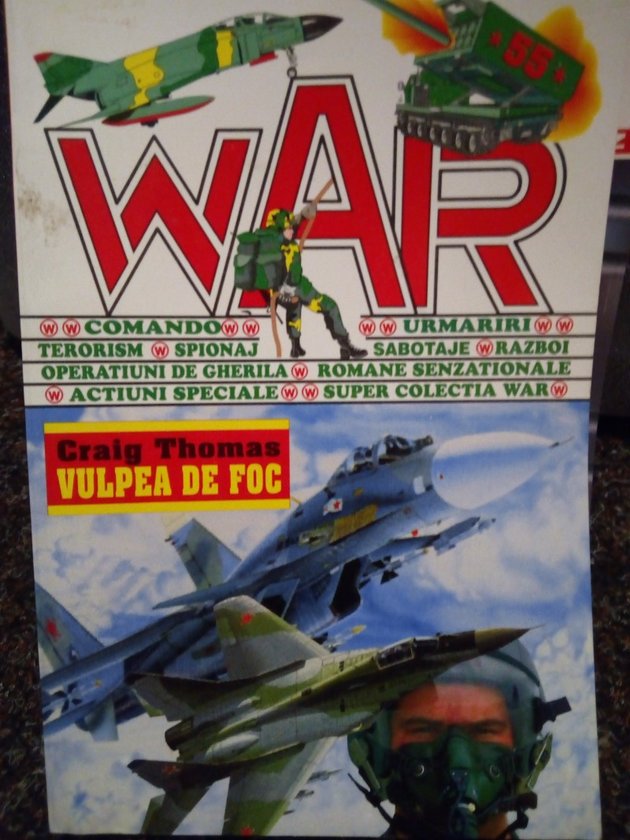 55
WAR
W W COMANDO W W W W URMARIRI W W
TERORISM W SPIONAJ SABOTAJE W RAZBOI
OPERATIUNI DE GHERILA W ROMANE SENZATIONALE
W ACTIUNI SPECIALE W W SUPER COLECTIA WAR W
Craig Thomas
VULPEA DE FOC